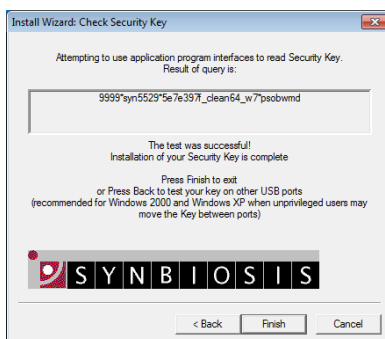 Install Wizard: Check Security Key
Attempting to use application program interfaces to read Security Key.
Result of query is:
9999*syn5529*5e7e397f_clean64_w7*psobwmd
The test was successful!
Installation of your Security Key is complete
Press Finish to exit
or Press Back to test your key on other USB ports
(recommended for Windows 2000 and Windows XP when unprivileged users may
move the Key between ports)
SYNBIOSIS
< Back Finish Cancel